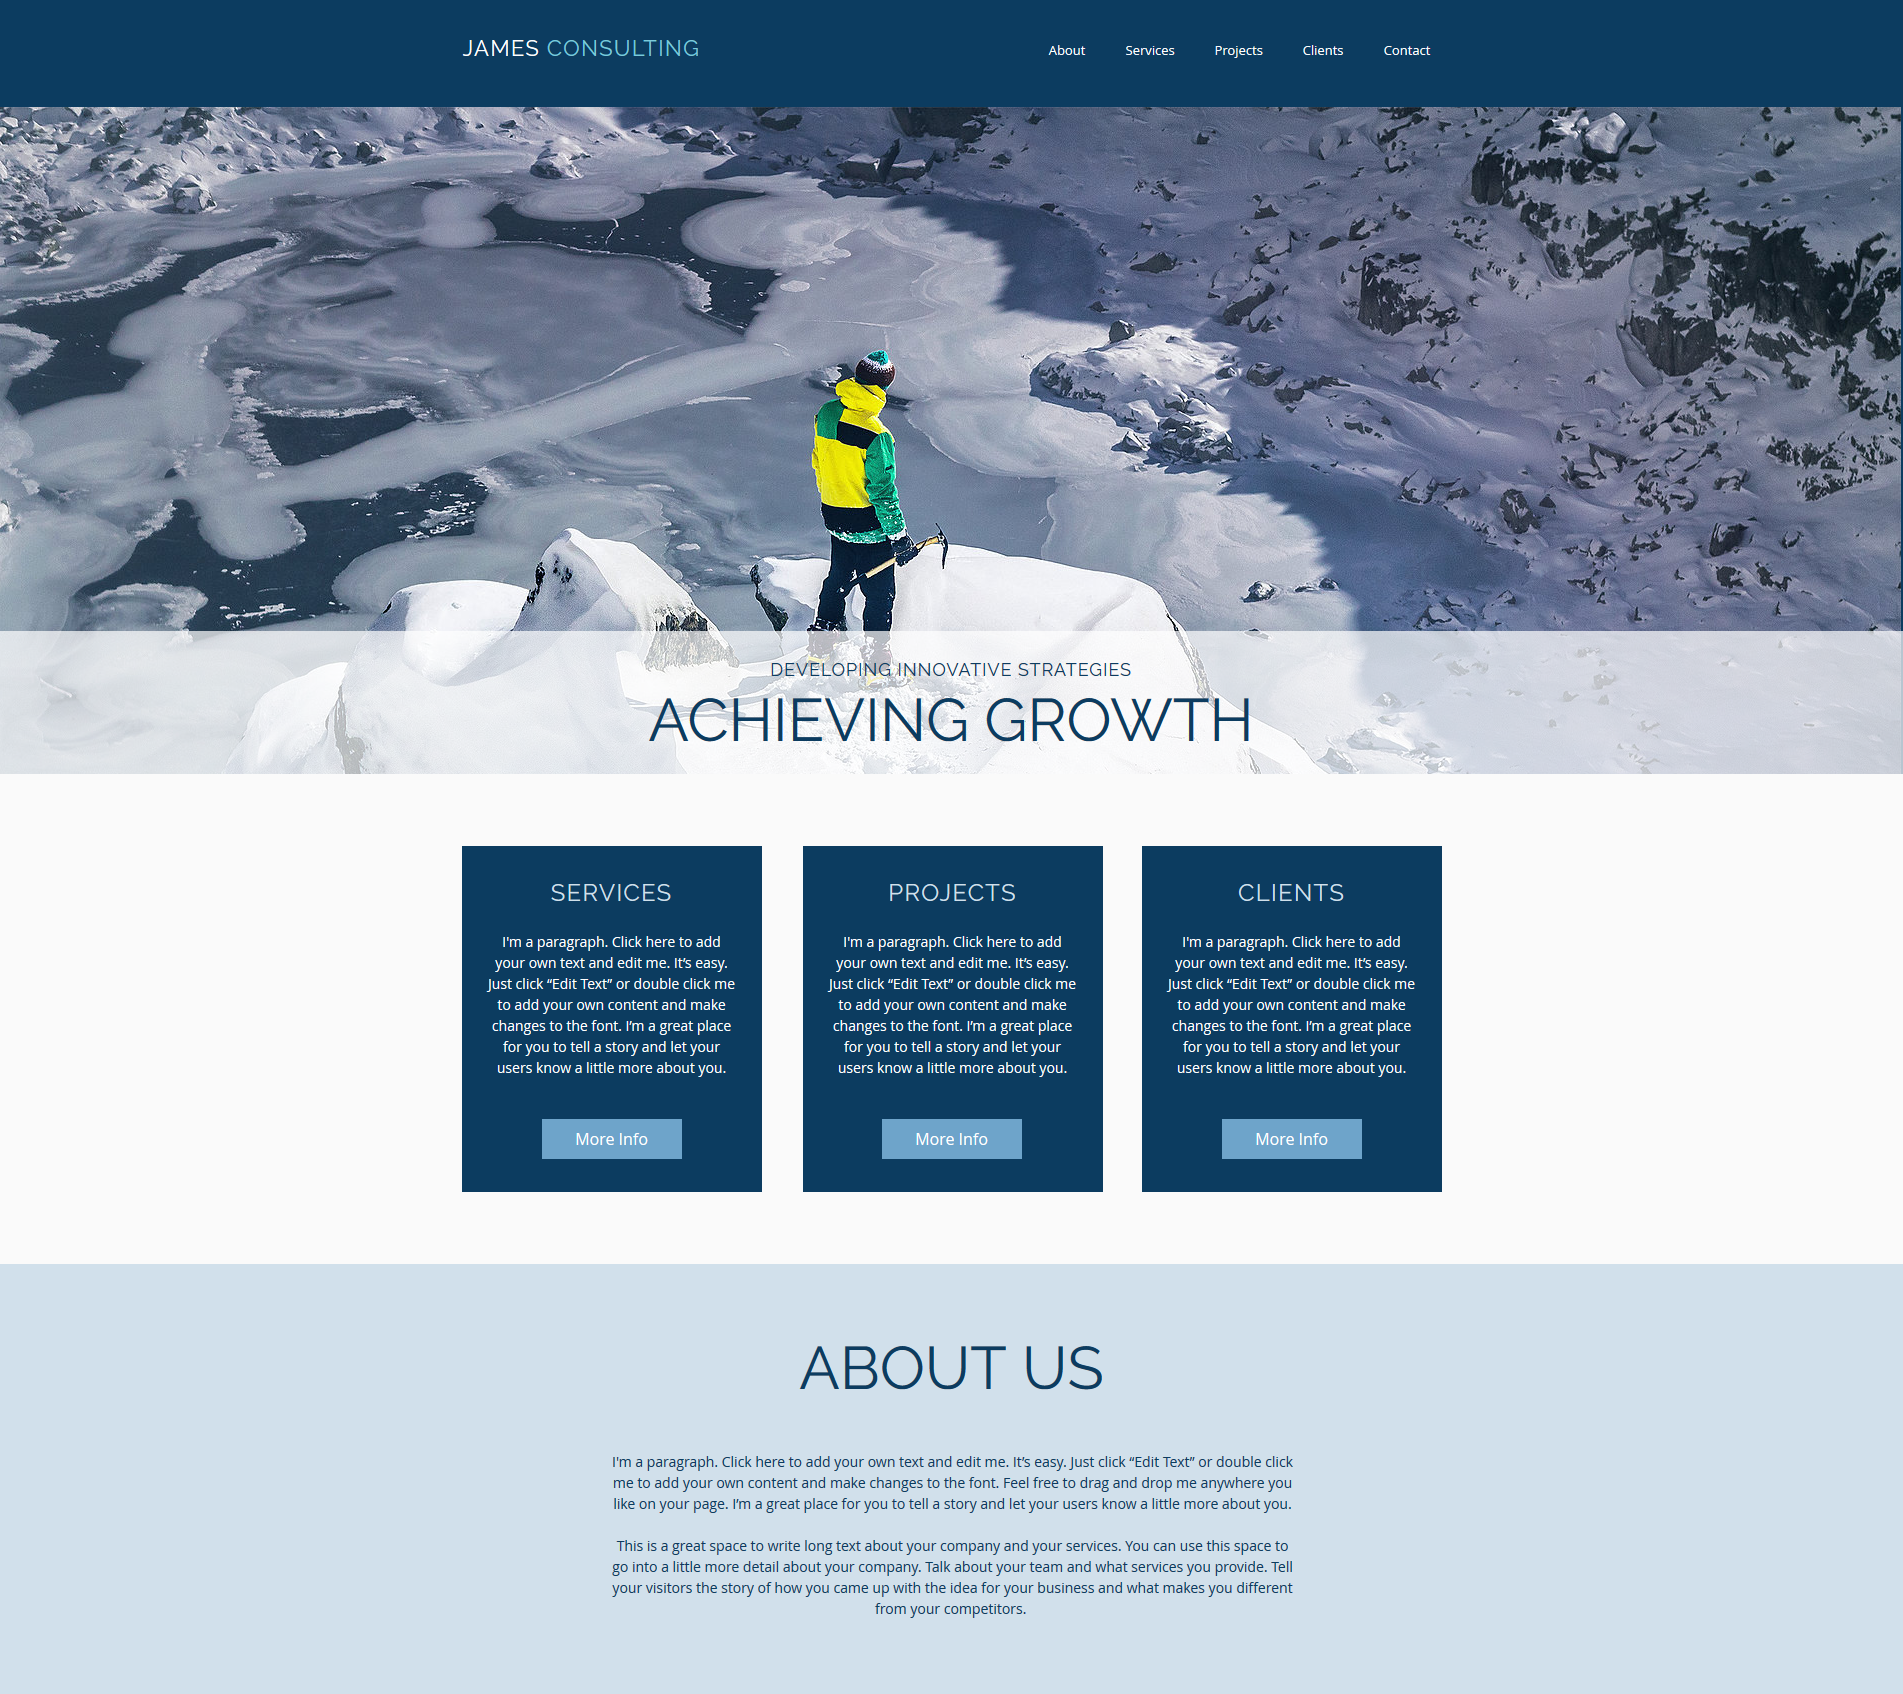 JAMES CONSULTING
About Services Projects Clients Contact
DEVELOPING INNOVATIVE STRATEGIES
ACHIEVING GROWTH
SERVICES
I'm a paragraph. Click here to add
your own text and edit me. It’s easy.
Just click “Edit Text” or double click me
to add your own content and make
changes to the font. I’m a great place
for you to tell a story and let your
users know a little more about you.
More Info
PROJECTS
I'm a paragraph. Click here to add
your own text and edit me. It’s easy.
Just click “Edit Text” or double click me
to add your own content and make
changes to the font. I’m a great place
for you to tell a story and let your
users know a little more about you.
More Info
CLIENTS
I'm a paragraph. Click here to add
your own text and edit me. It’s easy.
Just click “Edit Text” or double click me
to add your own content and make
changes to the font. I’m a great place
for you to tell a story and let your
users know a little more about you.
More Info
ABOUT US
I'm a paragraph. Click here to add your own text and edit me. It’s easy. Just click “Edit Text” or double click
me to add your own content and make changes to the font. Feel free to drag and drop me anywhere you
like on your page. I’m a great place for you to tell a story and let your users know a little more about you.
This is a great space to write long text about your company and your services. You can use this space to
go into a little more detail about your company. Talk about your team and what services you provide. Tell
your visitors the story of how you came up with the idea for your business and what makes you different
from your competitors.